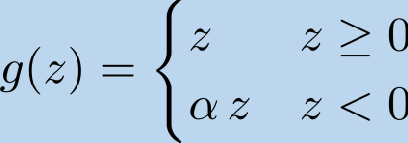 g(z) = { z z ≥ 0
α z z < 0